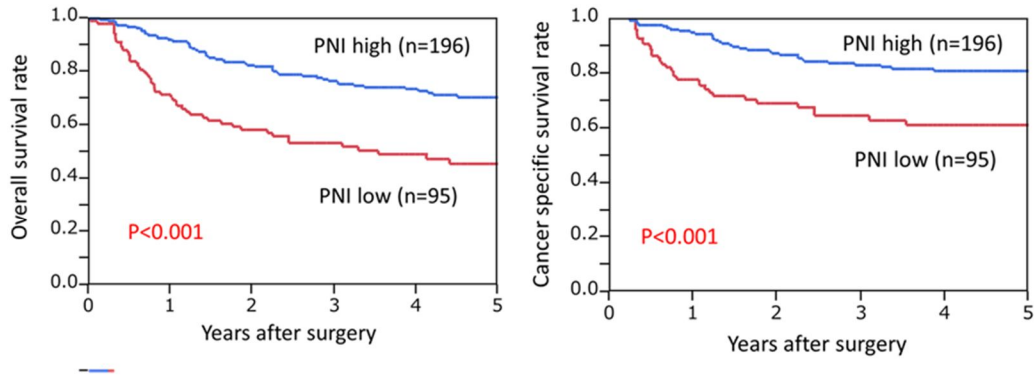 Overall survival rate
1.0
0.8
0.6
0.4
0.2
0.0
PNI high (n=196)
PNI low (n=95)
P<0.001
0 1 2 3 4 5
Years after surgery
Cancer specific survival rate
1.0
0.8
0.6
0.4
0.2
0.0
PNI high (n=196)
PNI low (n=95)
P<0.001
0 1 2 3 4 5
Years after surgery